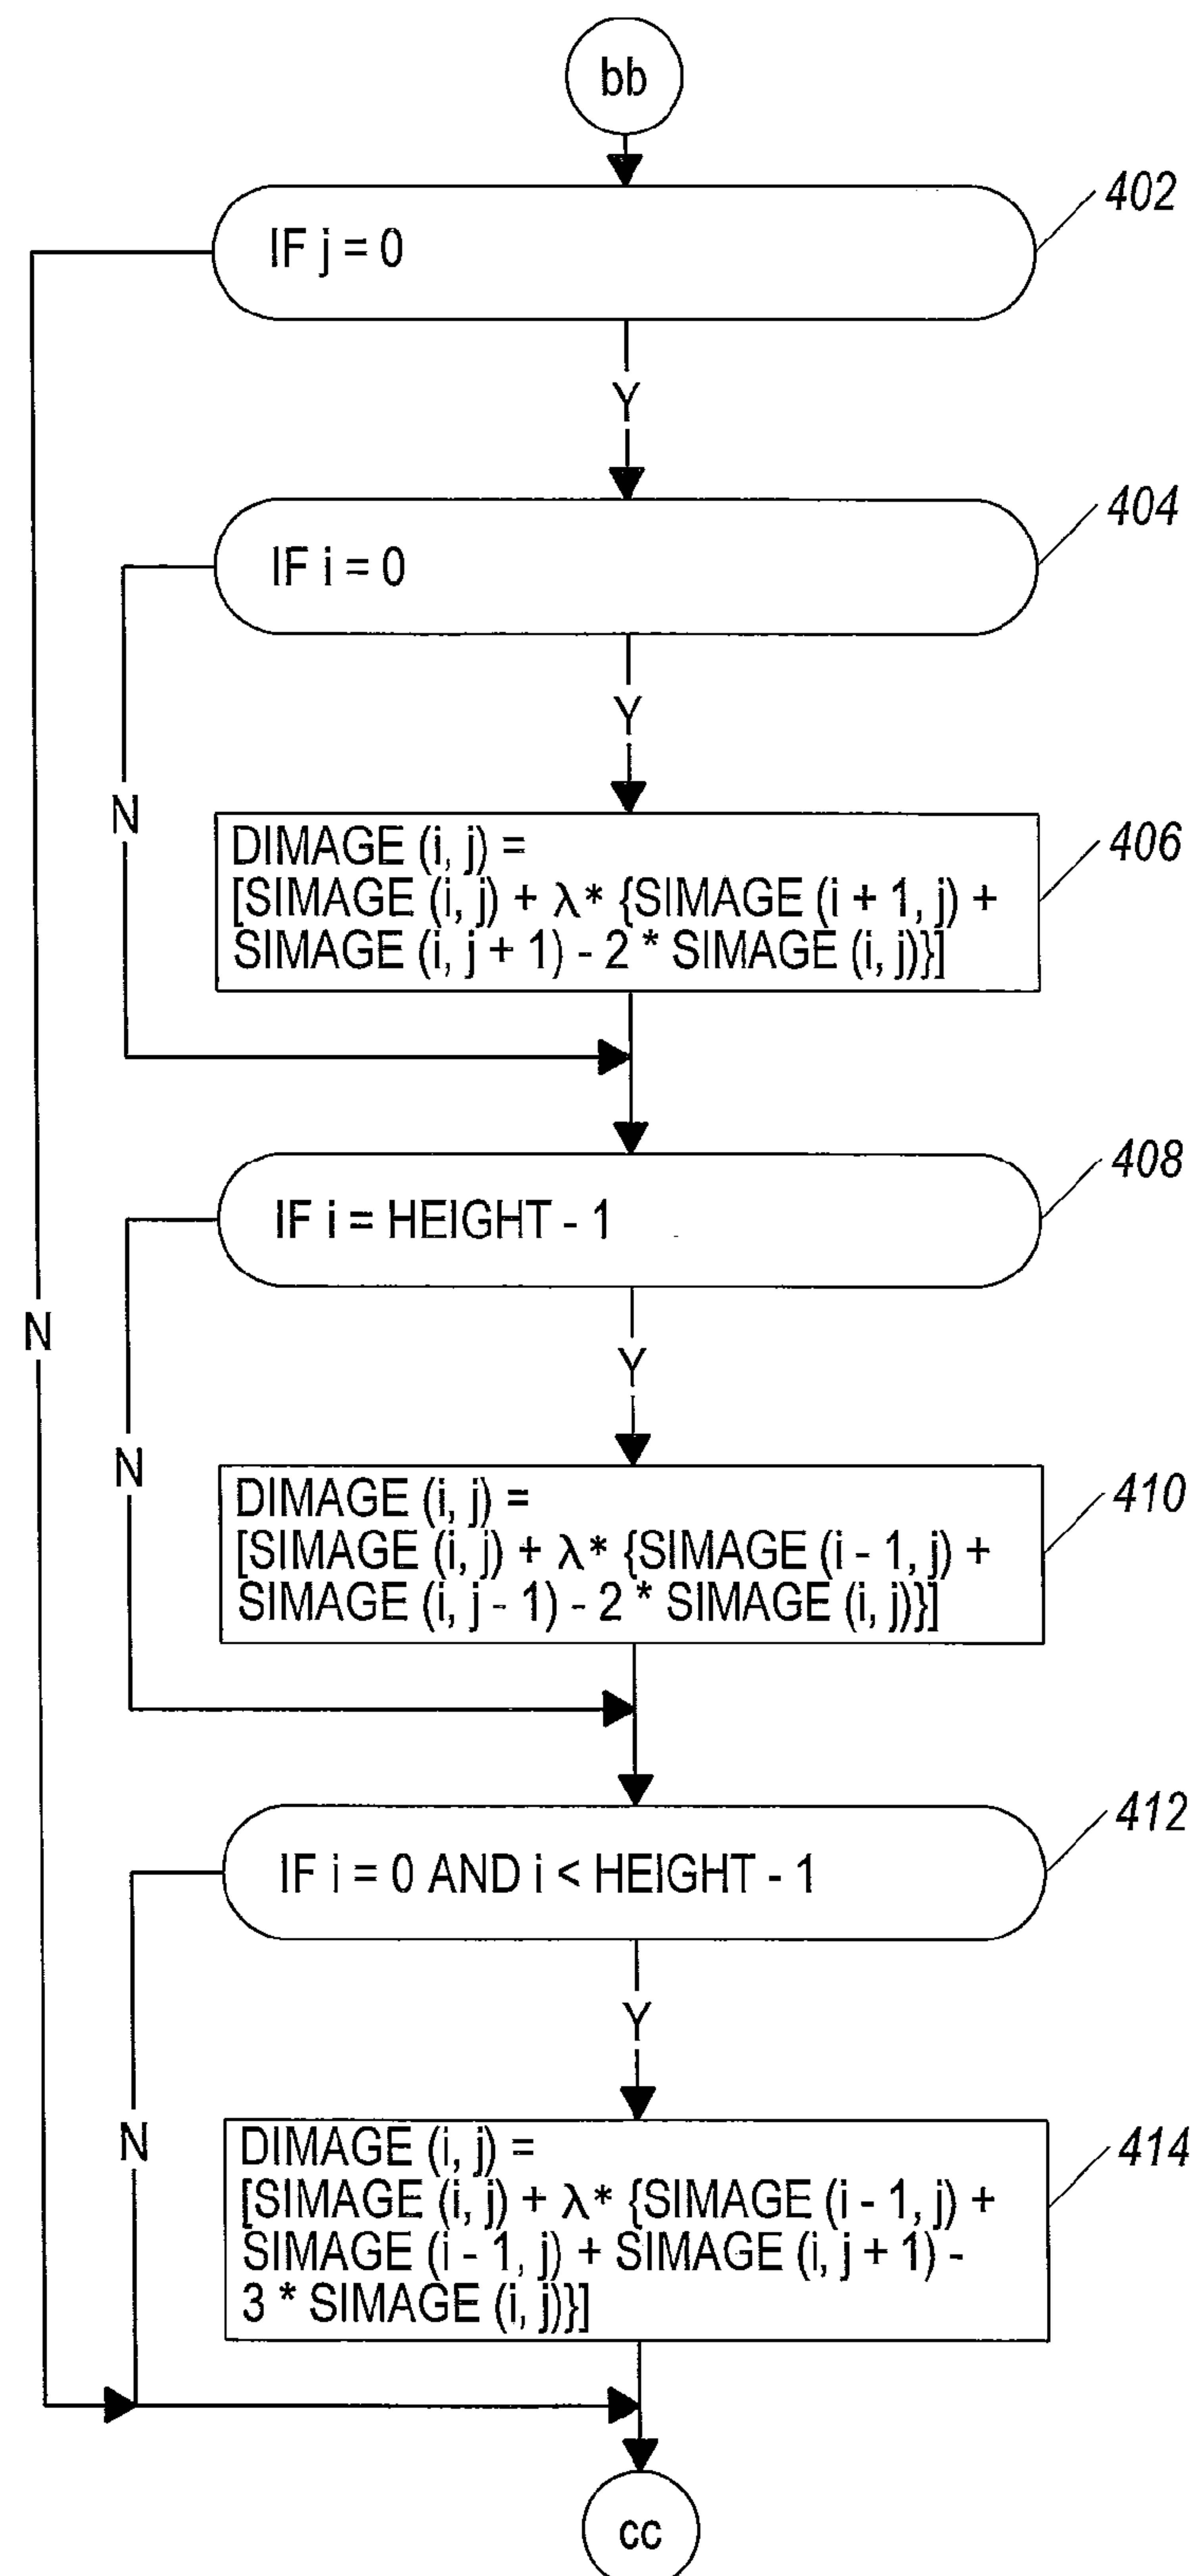 bb
402
IF j = 0
Y
404
IF i = 0
Y
N
406
DIMAGE (i, j) =
[SIMAGE (i, j) + λ* {SIMAGE (i + 1, j) +
SIMAGE (i, j + 1) - 2 * SIMAGE (i, j)}]
408
IF i = HEIGHT - 1
N
Y
N
410
DIMAGE (i, j) =
[SIMAGE (i, j) + λ* {SIMAGE (i - 1, j) +
SIMAGE (i, j - 1) - 2 * SIMAGE (i, j)}]
412
IF i = 0 AND i < HEIGHT - 1
Y
N
414
DIMAGE (i, j) =
[SIMAGE (i, j) + λ* {SIMAGE (i - 1, j) +
SIMAGE (i - 1, j) + SIMAGE (i, j + 1) -
3 * SIMAGE (i, j)}]
cc